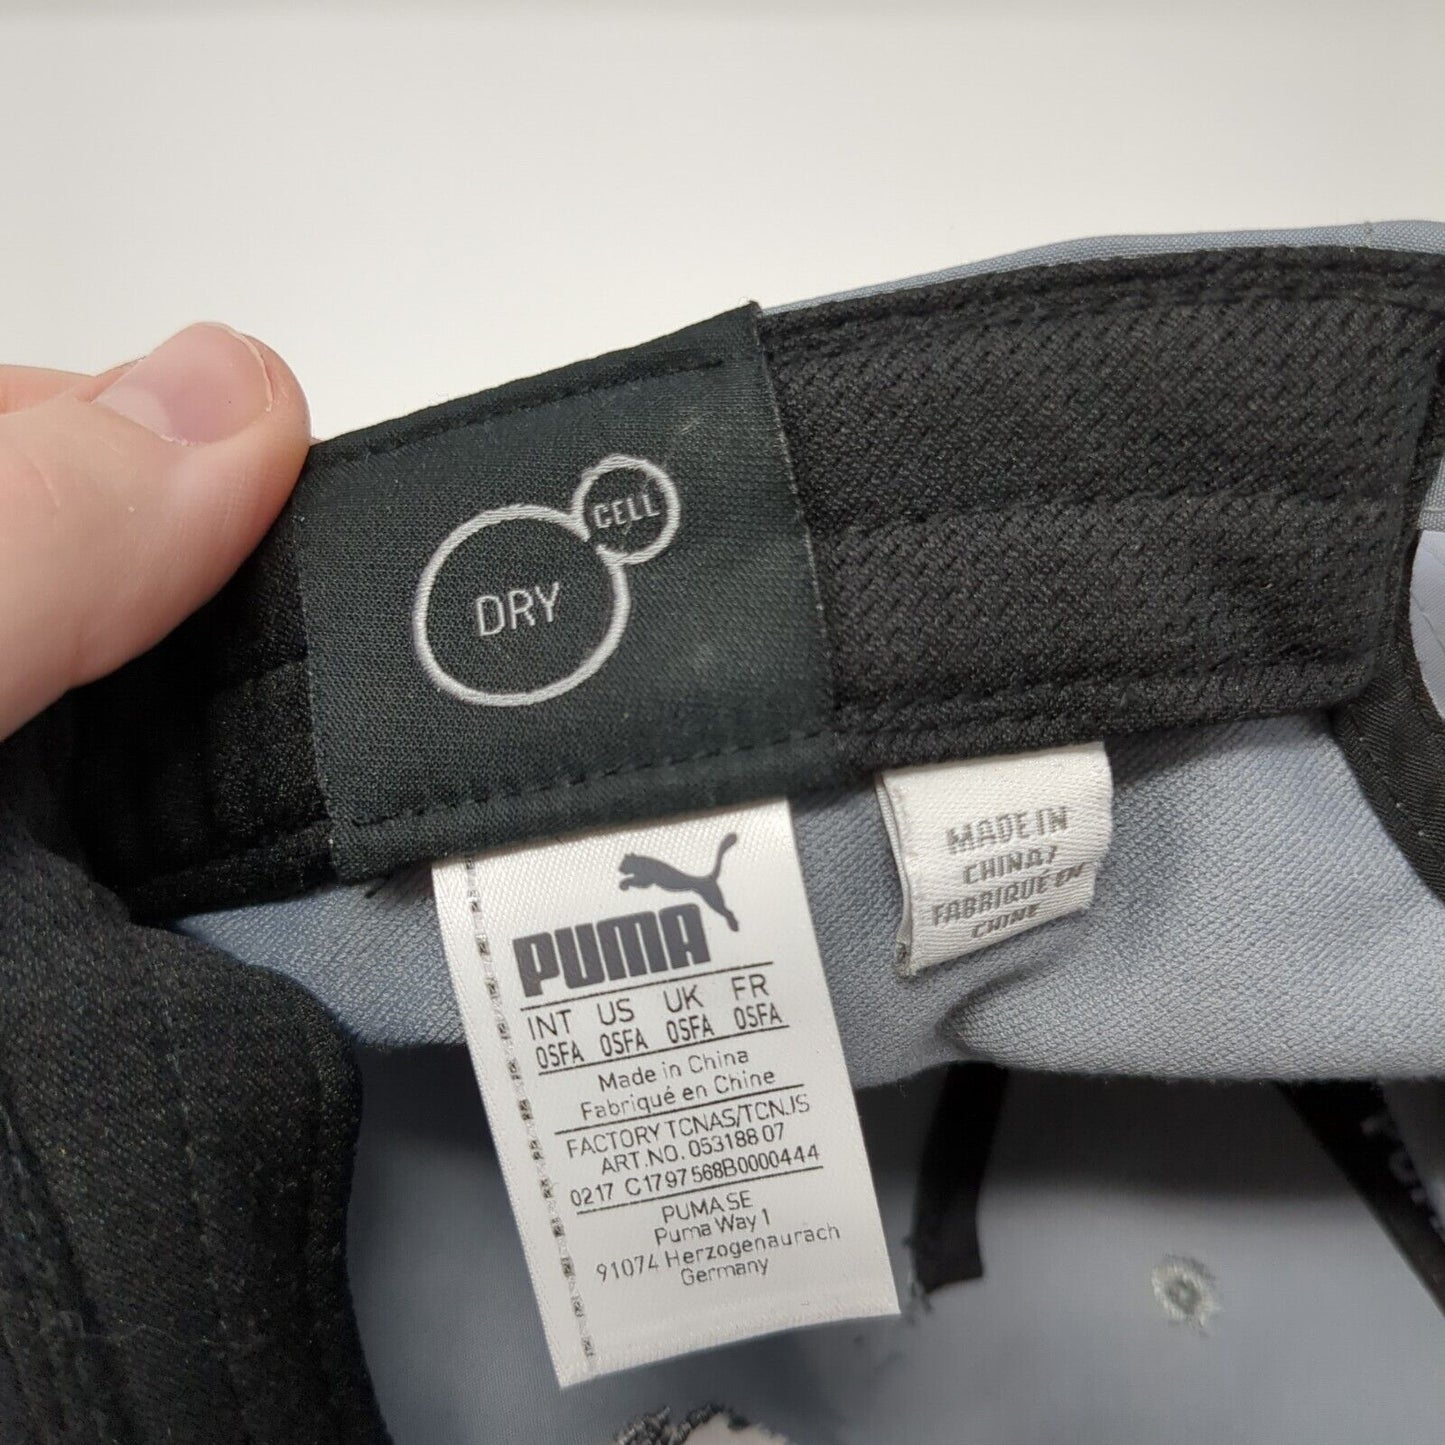 DRY
CELL
PUMA
INT US UK FR
OSFA OSFA OSFA OSFA
Made in China
Fabriqué en Chine
FACTORY TCNAS/TCNJS
ART.NO. 053188 07
0217 C1797568B0000444
PUMA SE
Puma Way 1
91074 Herzogenaurach
Germany
MADE IN
CHINA/
FABRIQUÉ EN
CHINE